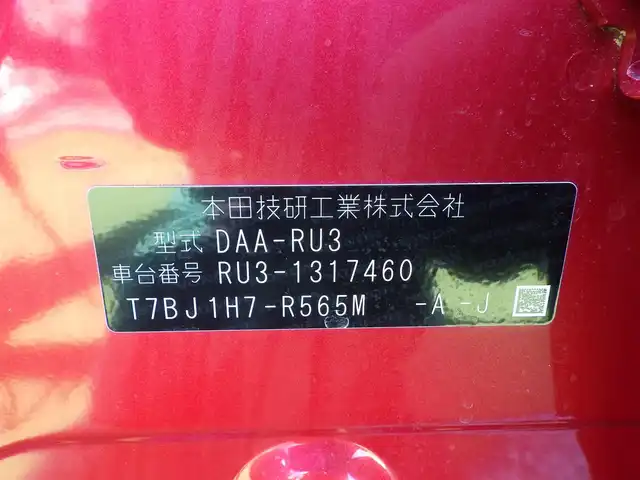 本田技研工業株式会社
型式 DAA-RU3
車台番号 RU3-1317460
T7BJ1H7-R565M -A -J